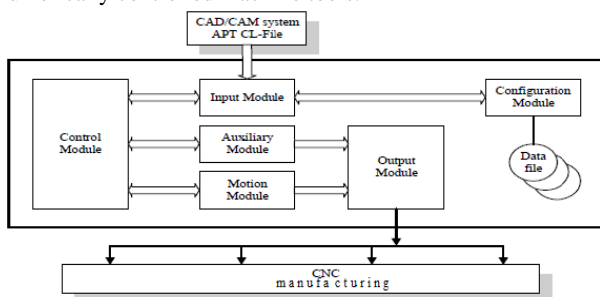 CAD/CAM system
APT CL-File
Input Module
Configuration
Module
Control
Module
Auxiliary
Module
Output
Module
Data
file
Motion
Module
CNC
manufacturing